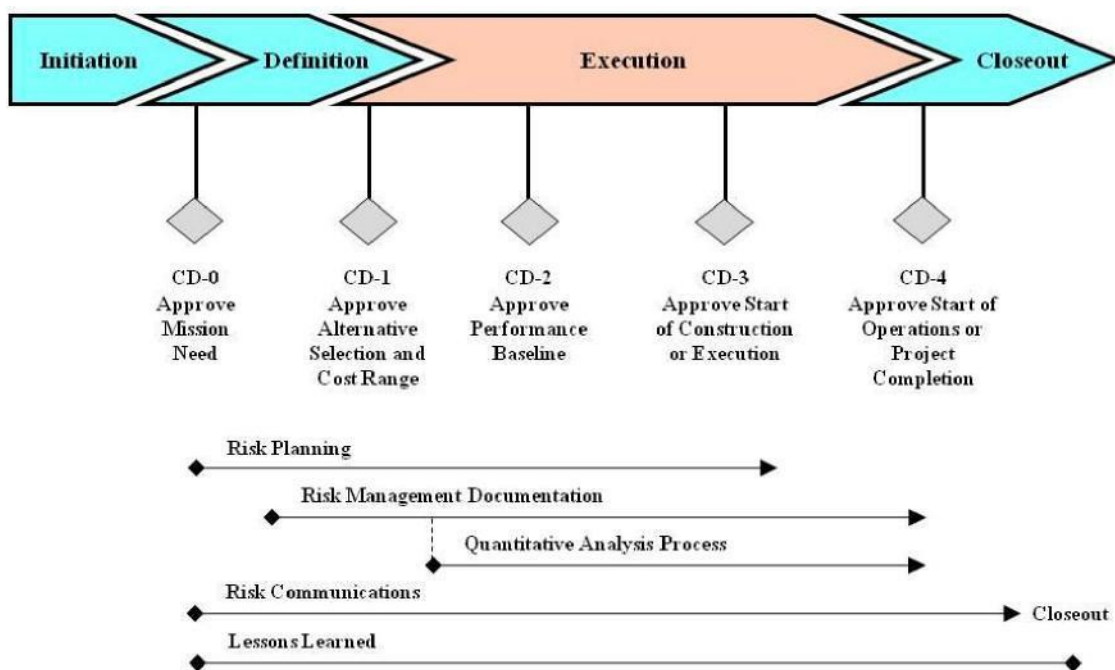 Initiation
Definition
Execution
Closeout
CD-0
Approve
Mission
Need
CD-1
Approve
Alternative
Selection and
Cost Range
CD-2
Approve
Performance
Baseline
CD-3
Approve Start
of Construction
or Execution
CD-4
Approve Start of
Operations or
Project
Completion
Risk Planning
Risk Management Documentation
Quantitative Analysis Process
Risk Communications
Closeout
Lessons Learned